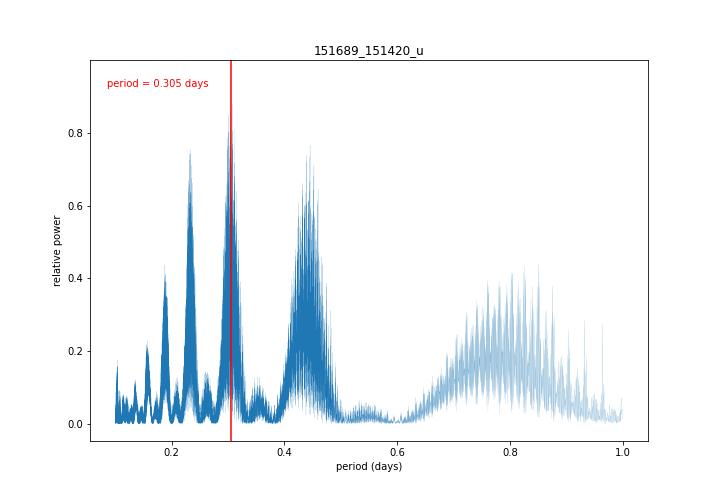 151689_151420_u
period = 0.305 days
relative power
0.8
0.6
0.4
0.2
0.0
0.2 0.4 0.6 0.8 1.0
period (days)